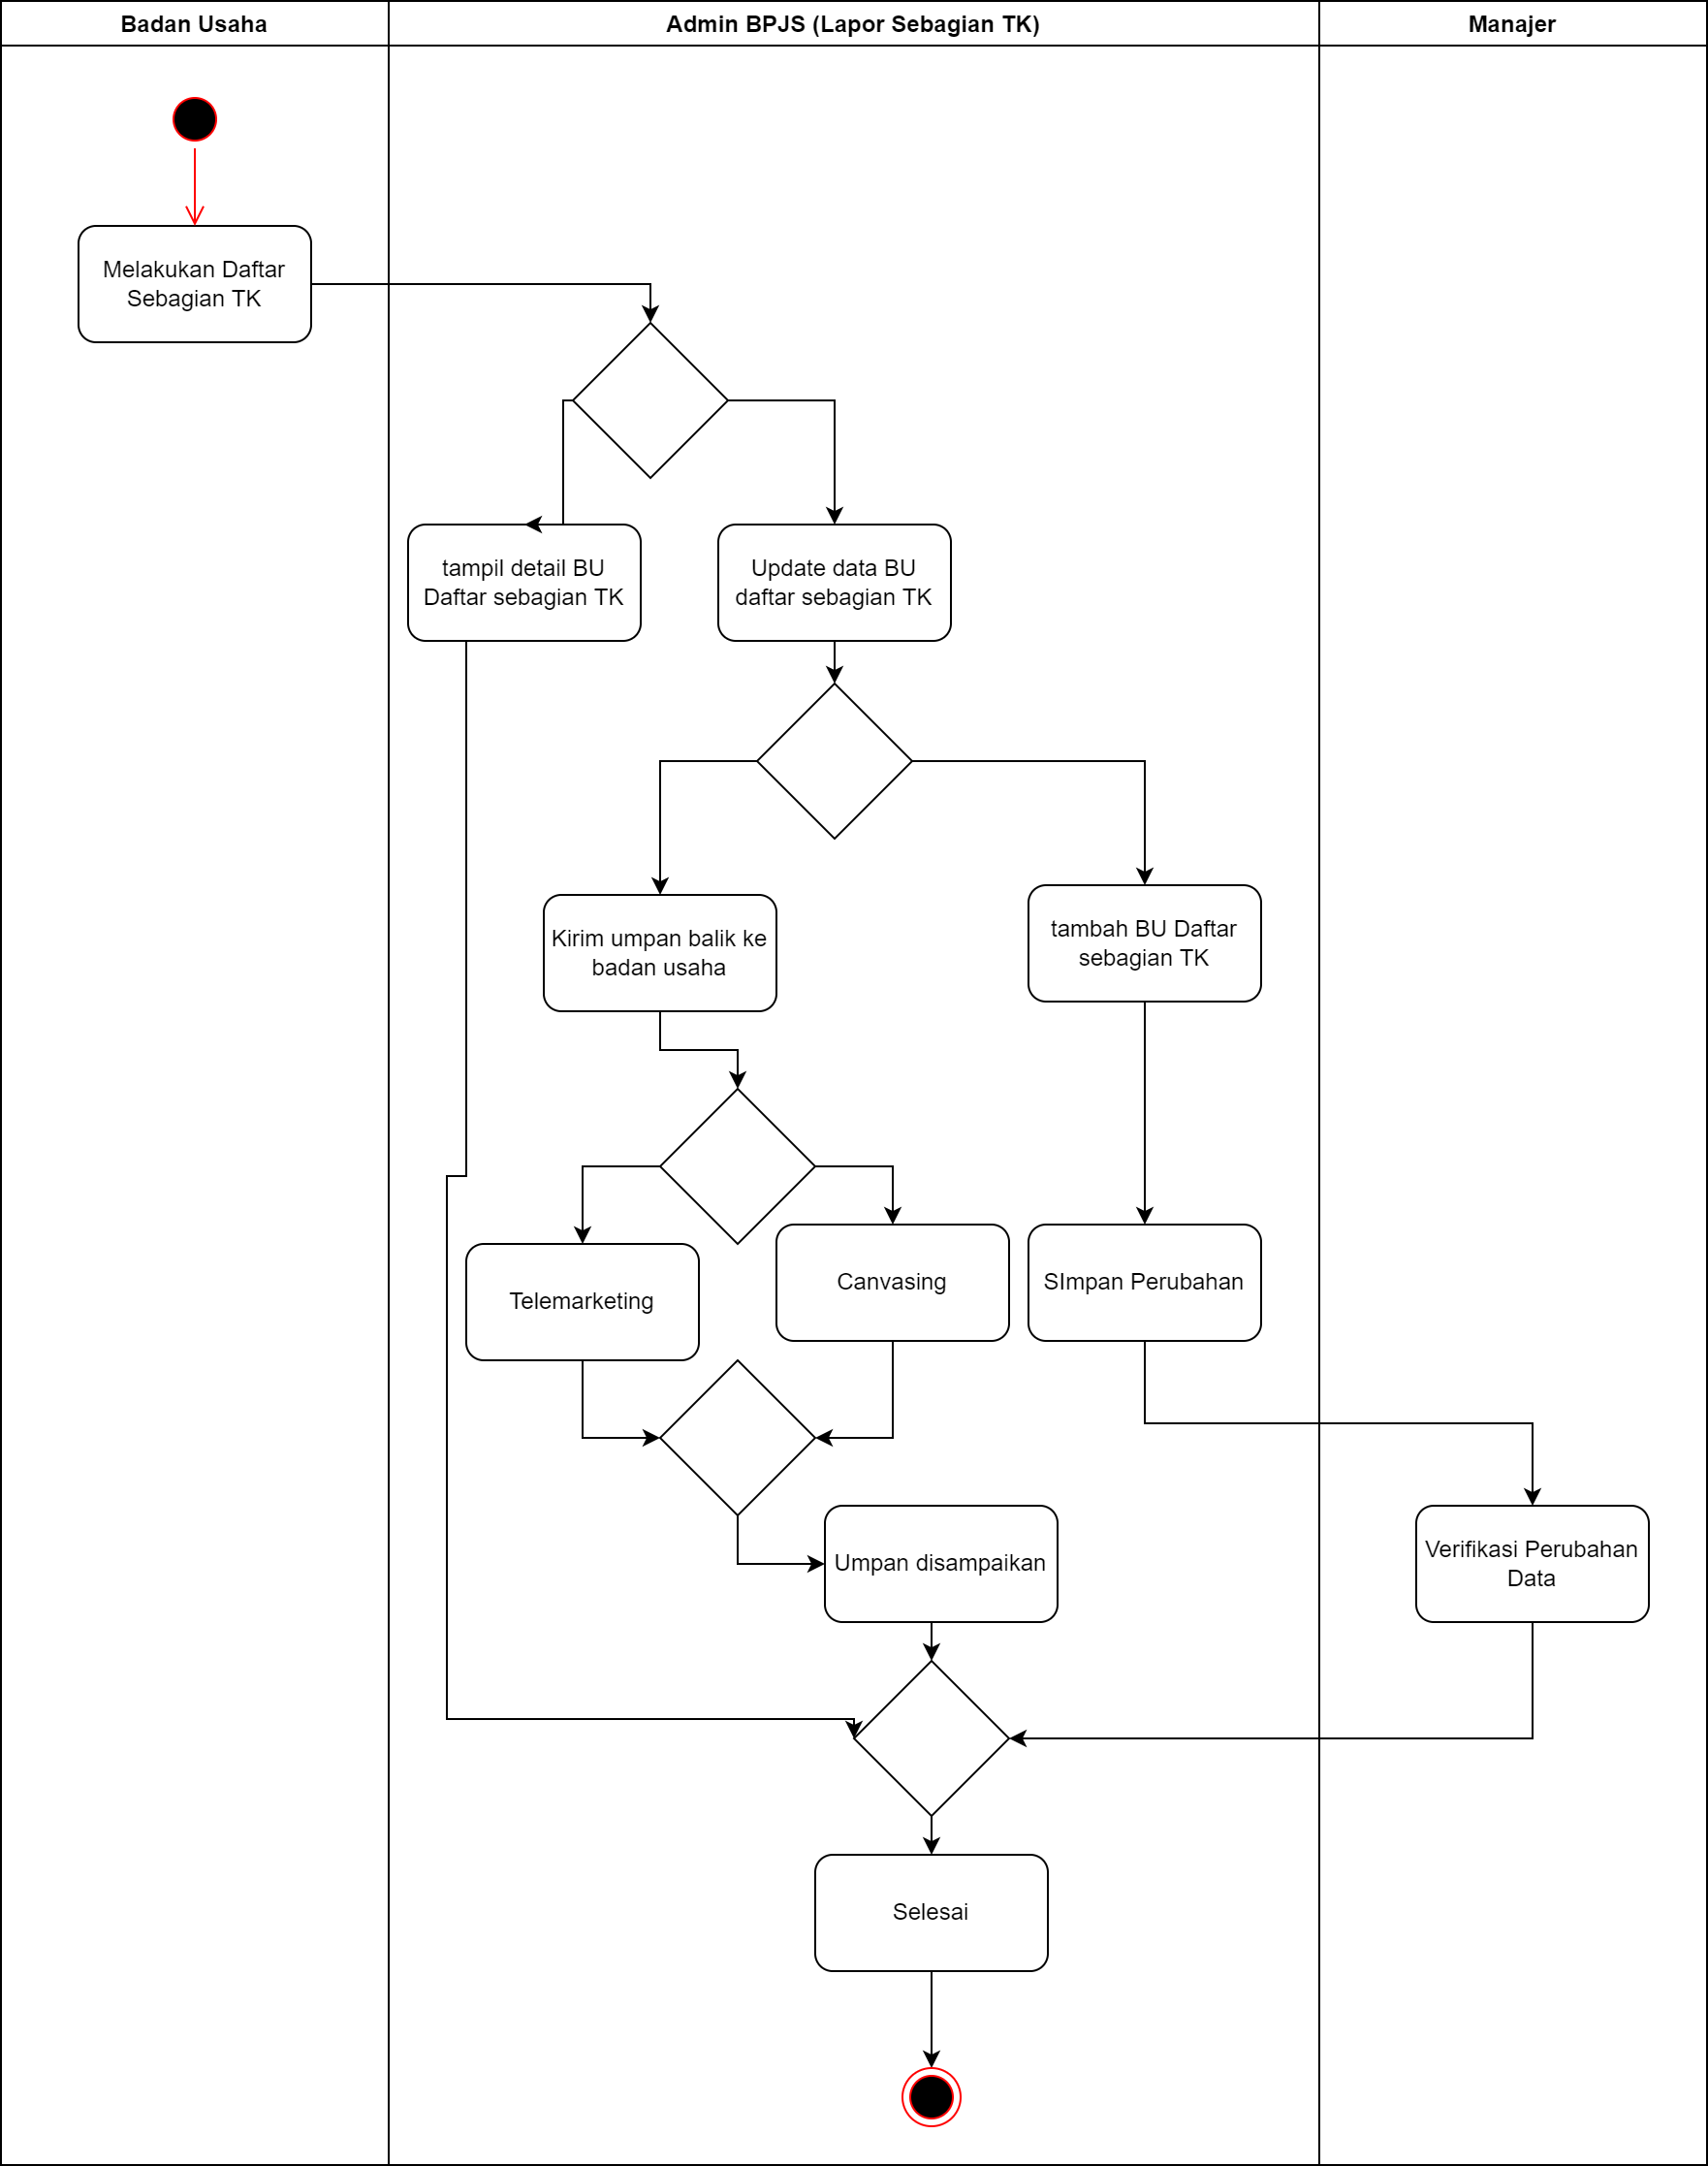 Badan Usaha
Admin BPJS (Lapor Sebagian TK)
Manajer
Melakukan Daftar
Sebagian TK
tampil detail BU
Daftar sebagian TK
Update data BU
daftar sebagian TK
Kirim umpan balik ke
badan usaha
tambah BU Daftar
sebagian TK
Telemarketing
Canvasing
SImpan Perubahan
Umpan disampaikan
Verifikasi Perubahan
Data
Selesai